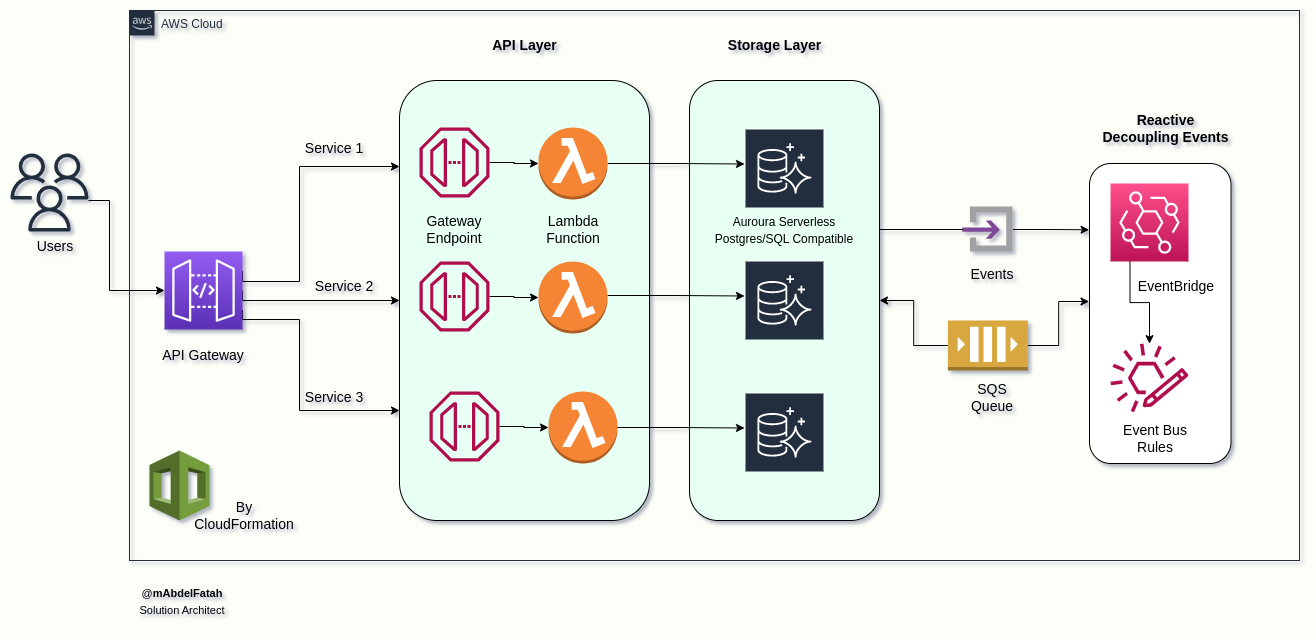 aws
AWS Cloud
API Layer
Storage Layer
Reactive
Decoupling Events
Service 1
Users
Gateway
Endpoint
Lambda
Function
Auroura Serverless
Postgres/SQL Compatible
Events
EventBridge
Service 2
API Gateway
Service 3
SQS
Queue
Event Bus
Rules
By
CloudFormation
@mAbdelFatah
Solution Architect